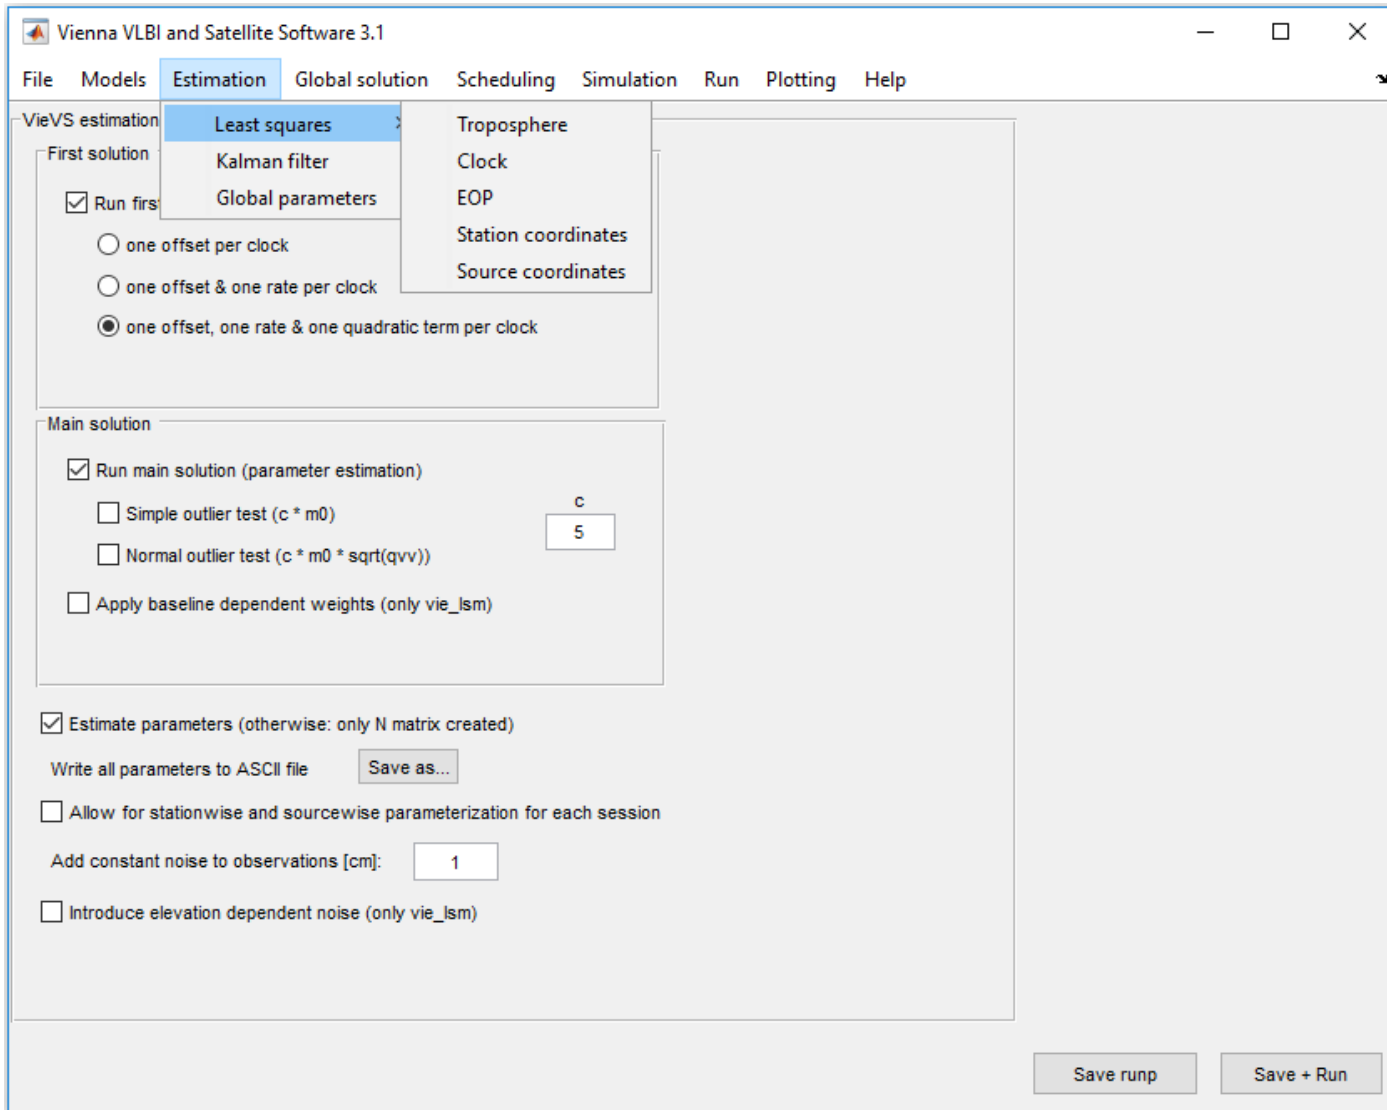 Vienna VLBI and Satellite Software 3.1
File Models Estimation Global solution Scheduling Simulation Run Plotting Help
VieVS estimation
Least squares
Kalman filter
Global parameters
Troposphere
Clock
EOP
Station coordinates
Source coordinates
First solution
Run firs
one offset per clock
one offset & one rate per clock
one offset, one rate & one quadratic term per clock
Main solution
Run main solution (parameter estimation)
Simple outlier test (c * m0)
Normal outlier test (c * m0 * sqrt(qvv))
c
5
Apply baseline dependent weights (only vie_lsm)
Estimate parameters (otherwise: only N matrix created)
Write all parameters to ASCII file Save as...
Allow for stationwise and sourcewise parameterization for each session
Add constant noise to observations [cm]: 1
Introduce elevation dependent noise (only vie_lsm)
Save runp Save + Run